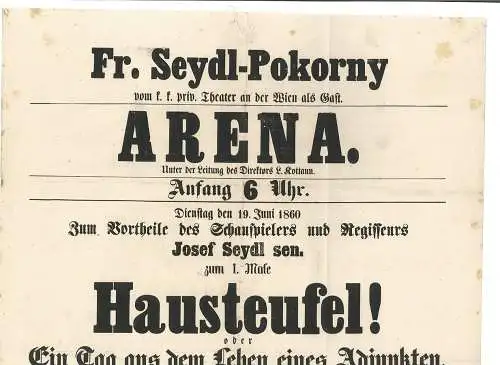 Fr. Seydl-Pokorny
vom k. k. priv. Theater an der Wien als Gast.
ARENA.
Unter der Leitung des Direktors L. Kottaun.
Anfang 6 Uhr.
Dienstag den 19. Juni 1860
Zum Vortheile des Schauspielers und Regisseurs
Josef Seydl sen.
zum 1. Male
Hausteufel!
oder
Ein Tag aus dem Leben eines Adjunkten.